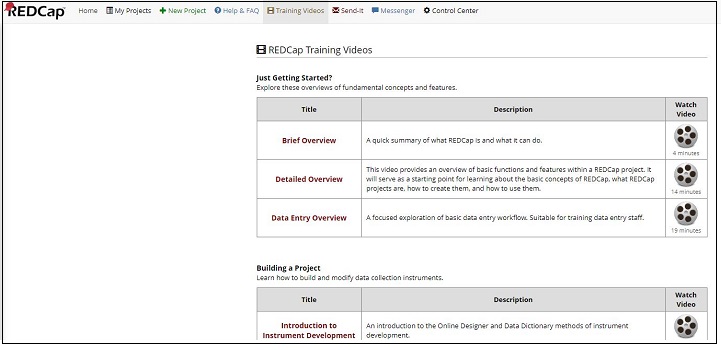 REDCap Home My Projects New Project Help & FAQ Training Videos Send-It Messenger Control Center
REDCap Training Videos
Just Getting Started?
Explore these overviews of fundamental concepts and features.
Title Description Watch Video
Brief Overview A quick summary of what REDCap is and what it can do. 4 minutes
Detailed Overview This video provides an overview of basic functions and features within a REDCap project. It
will serve as a starting point for learning about the basic concepts of REDCap, what REDCap
projects are, how to create them, and how to use them. 14 minutes
Data Entry Overview A focused exploration of basic data entry workflow. Suitable for training data entry staff. 19 minutes
Building a Project
Learn how to build and modify data collection instruments.
Title Description Watch Video
Introduction to
Instrument Development An introduction to the Online Designer and Data Dictionary methods of instrument
development.